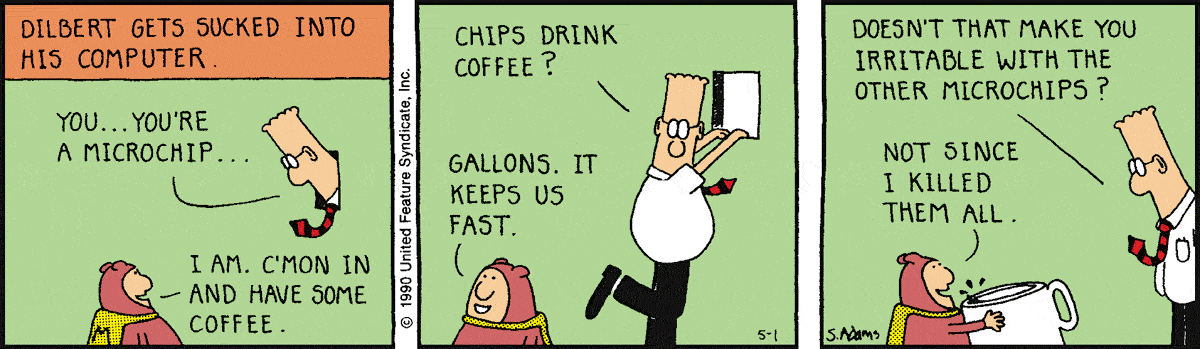 DILBERT GETS SUCKED INTO
HIS COMPUTER.
YOU...YOU'RE
A MICROCHIP...
I AM. C'MON IN
AND HAVE SOME
COFFEE.
© 1990 United Feature Syndicate, Inc.
CHIPS DRINK
COFFEE?
GALLONS. IT
KEEPS US
FAST.
5-1
DOESN'T THAT MAKE YOU
IRRITABLE WITH THE
OTHER MICROCHIPS?
NOT SINCE
I KILLED
THEM ALL.
S.Adams
M